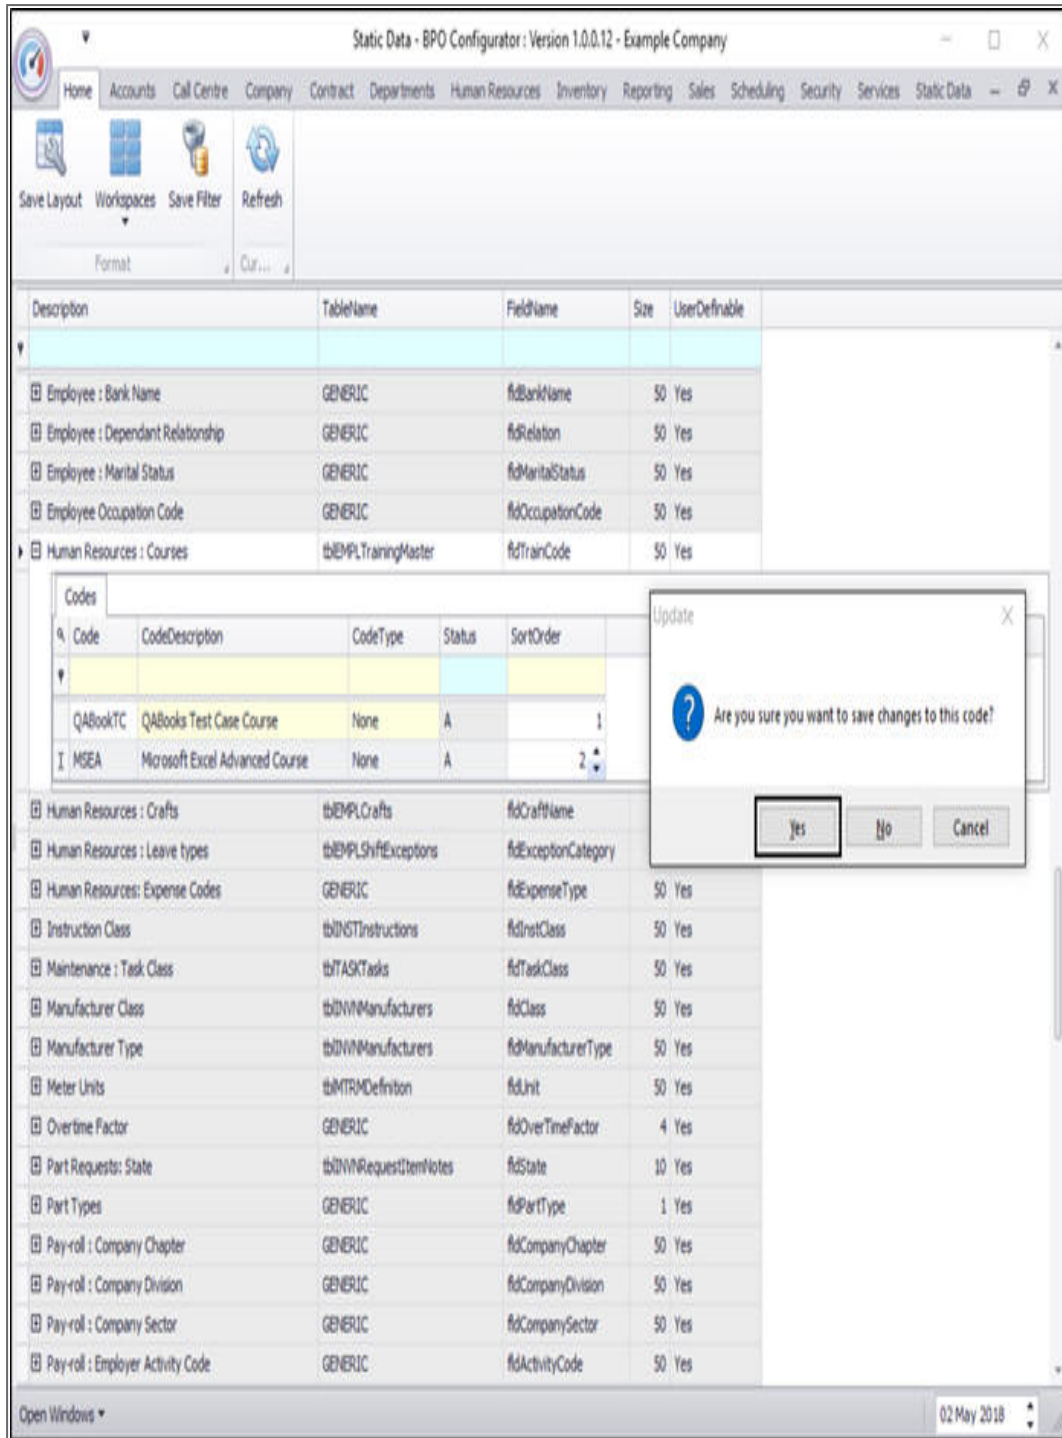 Static Data - BPO Configurator : Version 1.0.0.12 - Example Company
Home Accounts Call Centre Company Contract Departments Human Resources Inventory Reporting Sales Scheduling Security Services Static Data
Save Layout Workspaces Save Filter Refresh
Format Cur...
Description TableName FieldName Size UserDefinable
Employee : Bank Name GENERIC fldBankName 50 Yes
Employee : Dependant Relationship GENERIC fldRelation 50 Yes
Employee : Marital Status GENERIC fldMaritalStatus 50 Yes
Employee Occupation Code GENERIC fldOccupationCode 50 Yes
Human Resources : Courses tblEMPLTrainingMaster fldTrainCode 50 Yes
Codes
Code CodeDescription CodeType Status SortOrder
QABookTC QABooks Test Case Course None A 1
MSEA Microsoft Excel Advanced Course None A 2
Update
Are you sure you want to save changes to this code?
Yes No Cancel
Human Resources : Crafts tblEMPLCrafts fldCraftName
Human Resources : Leave types tblEMPLShiftExceptions fldExceptionCategory
Human Resources: Expense Codes GENERIC fldExpenseType 50 Yes
Instruction Class tblINSTInstructions fldInstClass 50 Yes
Maintenance : Task Class tblTASKTasks fldTaskClass 50 Yes
Manufacturer Class tblINVNManufacturers fldClass 50 Yes
Manufacturer Type tblINVNManufacturers fldManufacturerType 50 Yes
Meter Units tblMTRMDefinition fldUnit 50 Yes
Overtime Factor GENERIC fldOverTimeFactor 4 Yes
Part Requests: State tblINVNRequestItemNotes fldState 10 Yes
Part Types GENERIC fldPartType 1 Yes
Pay-roll : Company Chapter GENERIC fldCompanyChapter 50 Yes
Pay-roll : Company Division GENERIC fldCompanyDivision 50 Yes
Pay-roll : Company Sector GENERIC fldCompanySector 50 Yes
Pay-roll : Employer Activity Code GENERIC fldActivityCode 50 Yes
Open Windows 02 May 2018